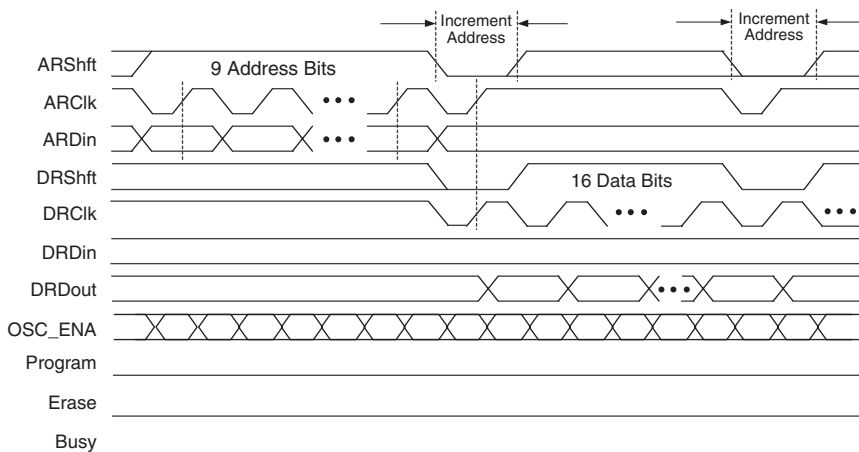 Increment
Address
Increment
Address
ARShft
9 Address Bits
ARClk
ARDin
DRShft
16 Data Bits
DRClk
DRDin
DRDout
OSC_ENA
Program
Erase
Busy